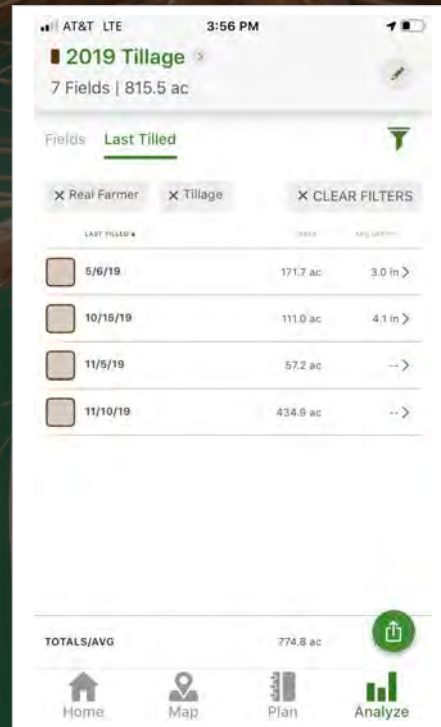 AT&T LTE 3:56 PM
2019 Tillage
7 Fields | 815.5 ac
Fields Last Tilled
X Real Farmer X Tillage X CLEAR FILTERS
LAST TILLED AREA AVG DEPTH
5/6/19 171.7 ac 3.0 in >
10/15/19 111.0 ac 4.1 in >
11/5/19 57.2 ac -- >
11/10/19 434.9 ac -- >
TOTALS/AVG 774.8 ac
Home Map Plan Analyze